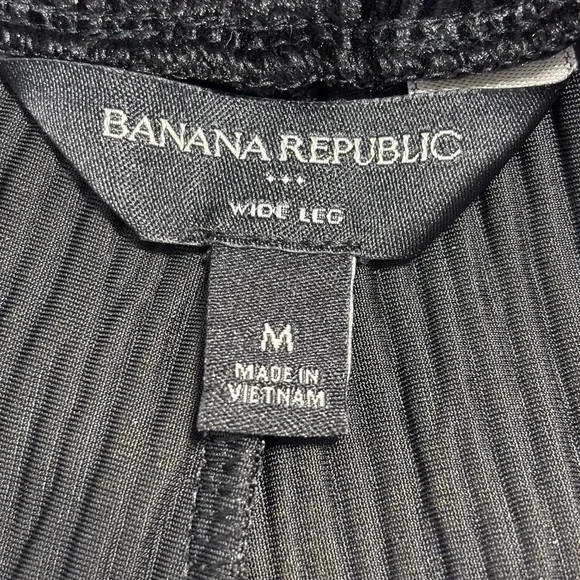 BANANA REPUBLIC
WIDE LEG
M
MADE IN
VIETNAM